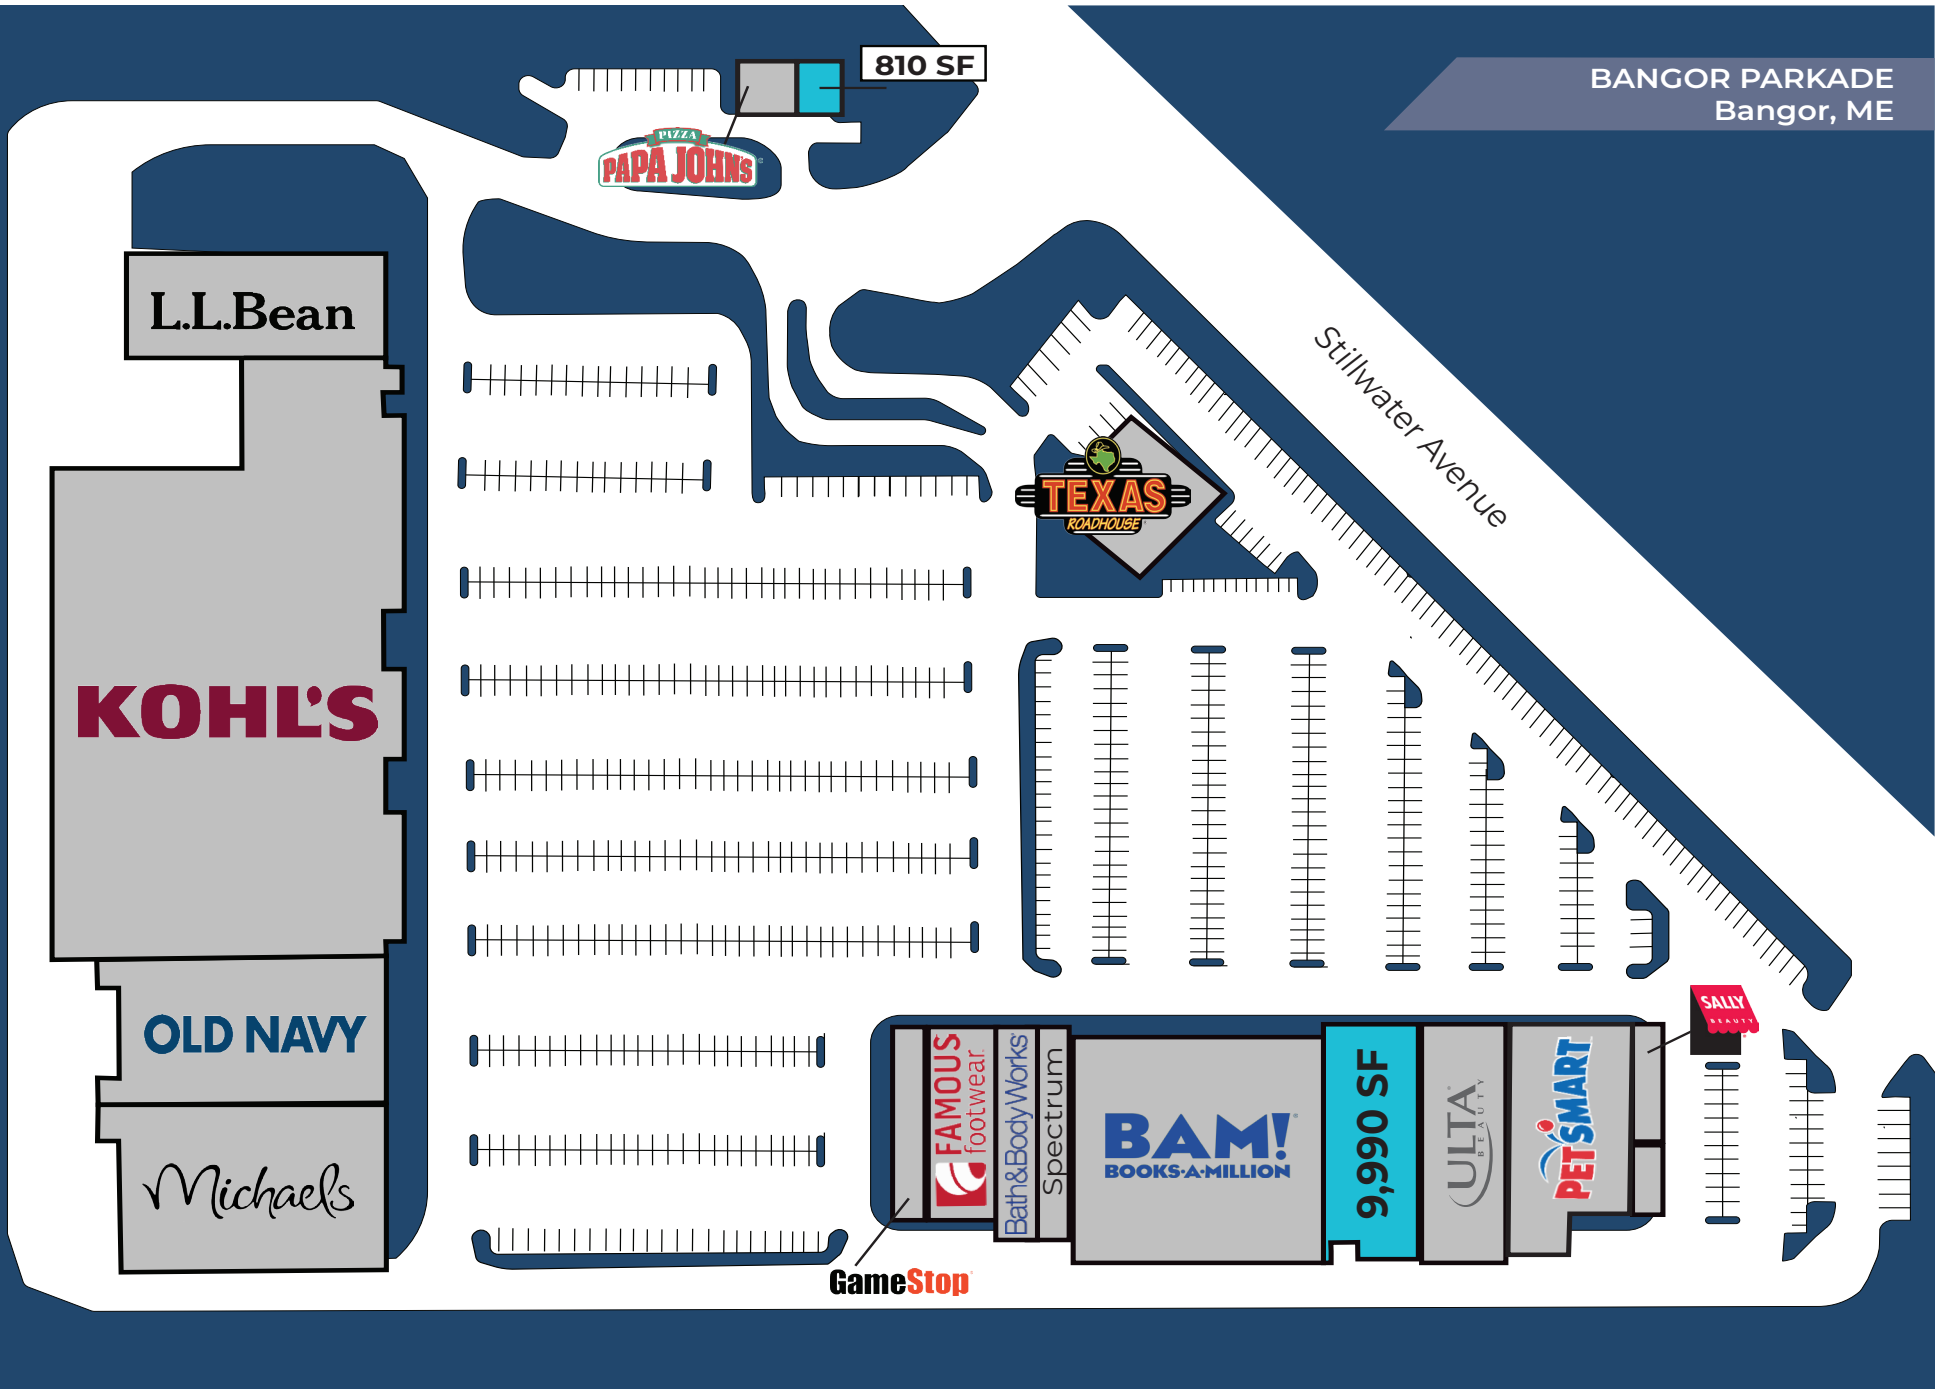 810 SF
BANGOR PARKADE
Bangor, ME
PIZZA
PAPA JOHN'S
L.L.Bean
Stillwater Avenue
TEXAS
ROADHOUSE
KOHL'S
OLD NAVY
Michaels
SALLY
BEAUTY
FAMOUS
footwear
Bath&BodyWorks
Spectrum
BAM!
BOOKS·A·MILLION
9,990 SF
ULTA
BEAUTY
PETSMART
GameStop